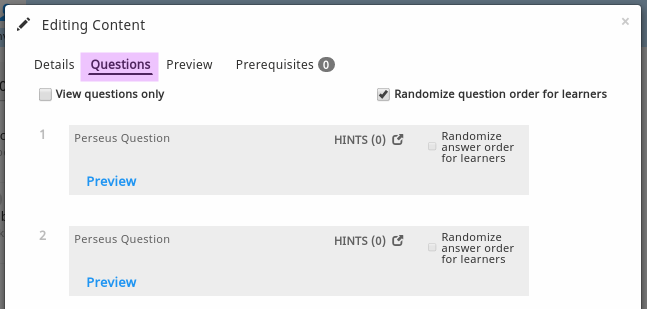 Editing Content
×
Details Questions Preview Prerequisites 0
View questions only Randomize question order for learners
1 Perseus Question HINTS (0) Randomize
answer order
for learners
Preview
2 Perseus Question HINTS (0) Randomize
answer order
for learners
Preview